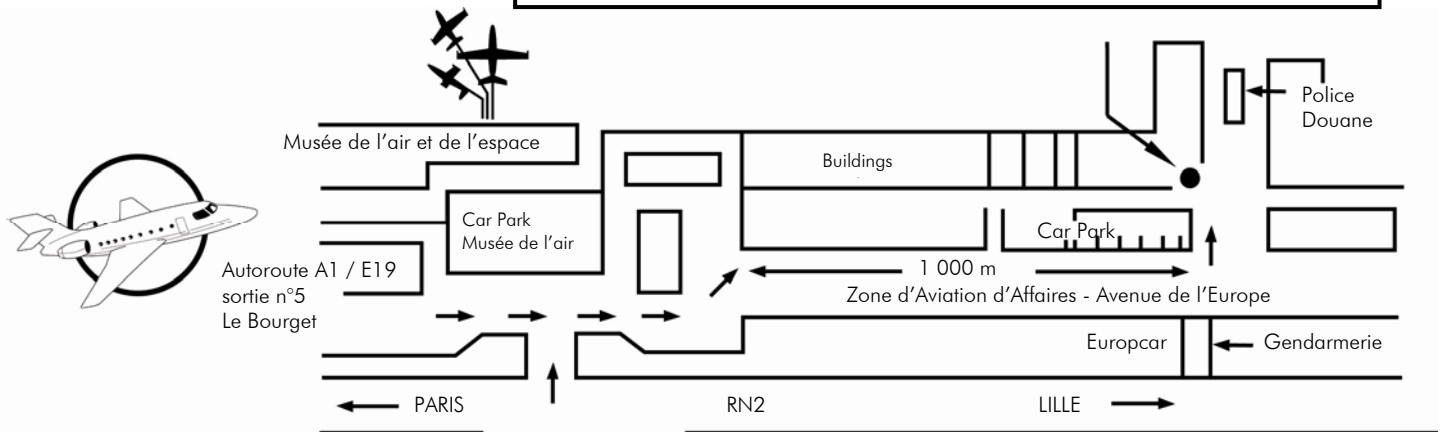 Police
Douane
Musée de l'air et de l'espace
Buildings
Car Park
Musée de l'air
Car Park
Autoroute A1 / E19
sortie n°5
Le Bourget
1 000 m
Zone d'Aviation d'Affaires - Avenue de l'Europe
Europcar
Gendarmerie
PARIS
RN2
LILLE